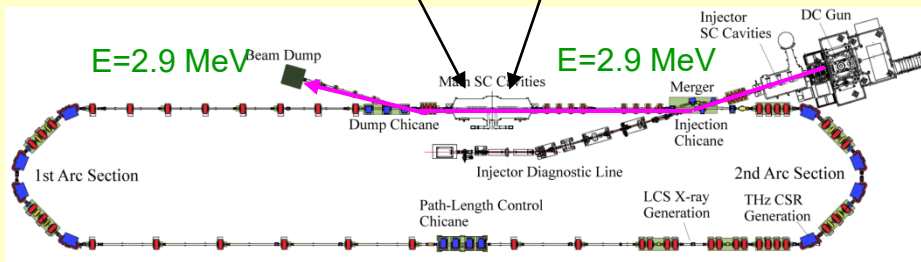 E=2.9 MeV
Beam Dump
Main SC Cavities
E=2.9 MeV
Injector
SC Cavities
DC Gun
Merger
Dump Chicane
Injection
Chicane
Injector Diagnostic Line
1st Arc Section
2nd Arc Section
Path-Length Control
Chicane
LCS X-ray
Generation
THz CSR
Generation